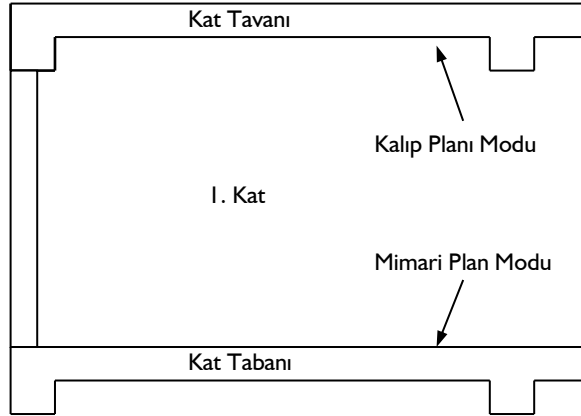 Kat Tavanı
Kalıp Planı Modu
1. Kat
Mimari Plan Modu
Kat Tabanı